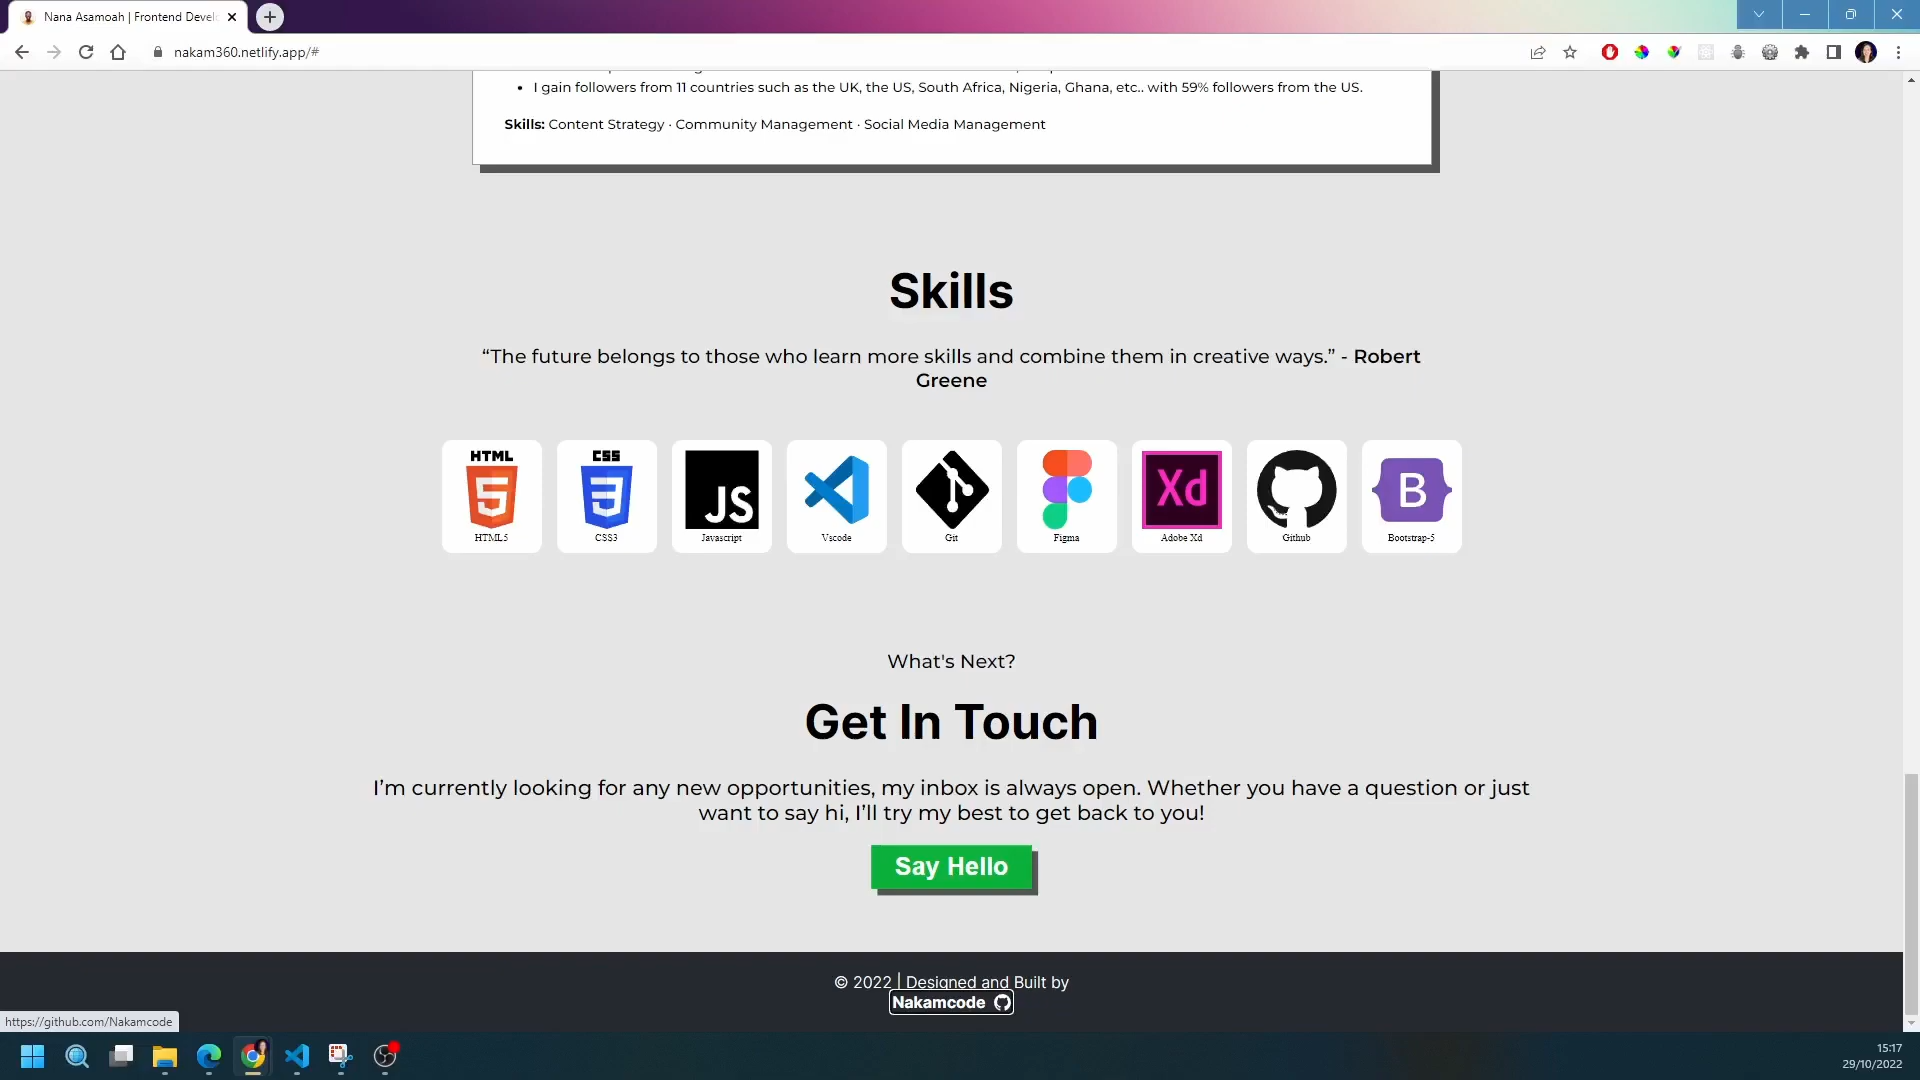 Nana Asamoah | Frontend Devel
nakam360.netlify.app/#
I gain followers from 11 countries such as the UK, the US, South Africa, Nigeria, Ghana, etc.. with 59% followers from the US.
Skills: Content Strategy · Community Management · Social Media Management
Skills
“The future belongs to those who learn more skills and combine them in creative ways.” - Robert
Greene
HTML CSS JS Xd B
HTML5 CSS3 Javascript Vscode Git Figma Adobe Xd Github Bootstrap-5
What's Next?
Get In Touch
I’m currently looking for any new opportunities, my inbox is always open. Whether you have a question or just
want to say hi, I’ll try my best to get back to you!
Say Hello
© 2022 | Designed and Built by
Nakamcode
https://github.com/Nakamcode
15:17
29/10/2022